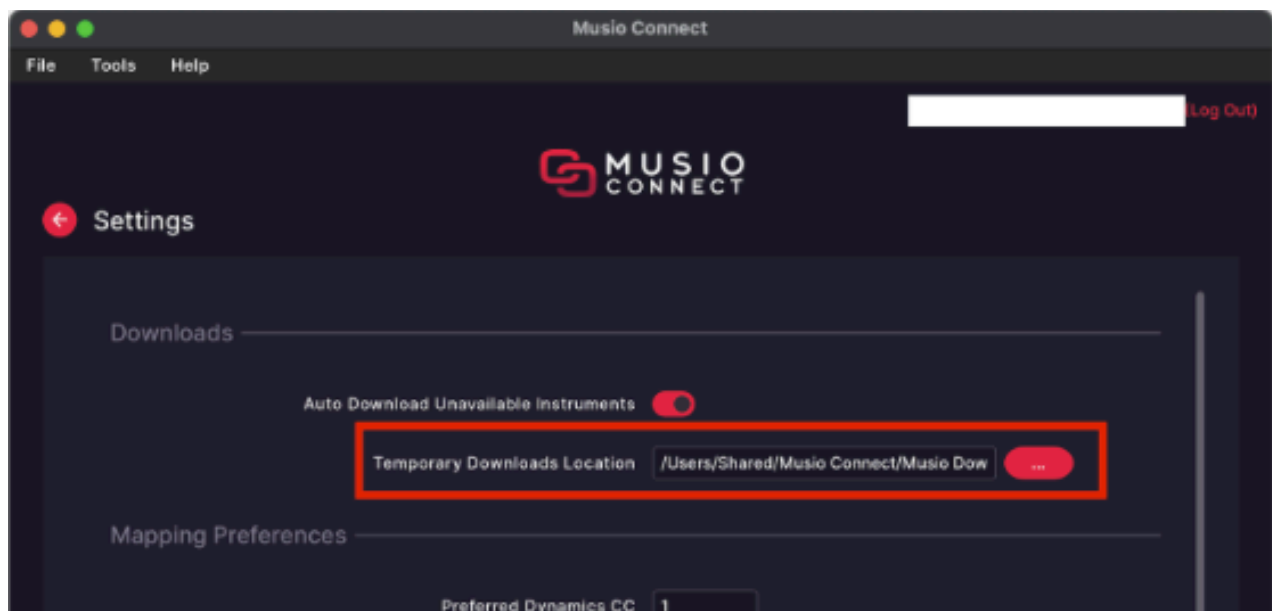 Musio Connect
File Tools Help
(Log Out)
MUSIO
CONNECT
Settings
Downloads
Auto Download Unavailable Instruments
Temporary Downloads Location /Users/Shared/Musio Connect/Musio Dow ...
Mapping Preferences
Preferred Dynamics CC 1